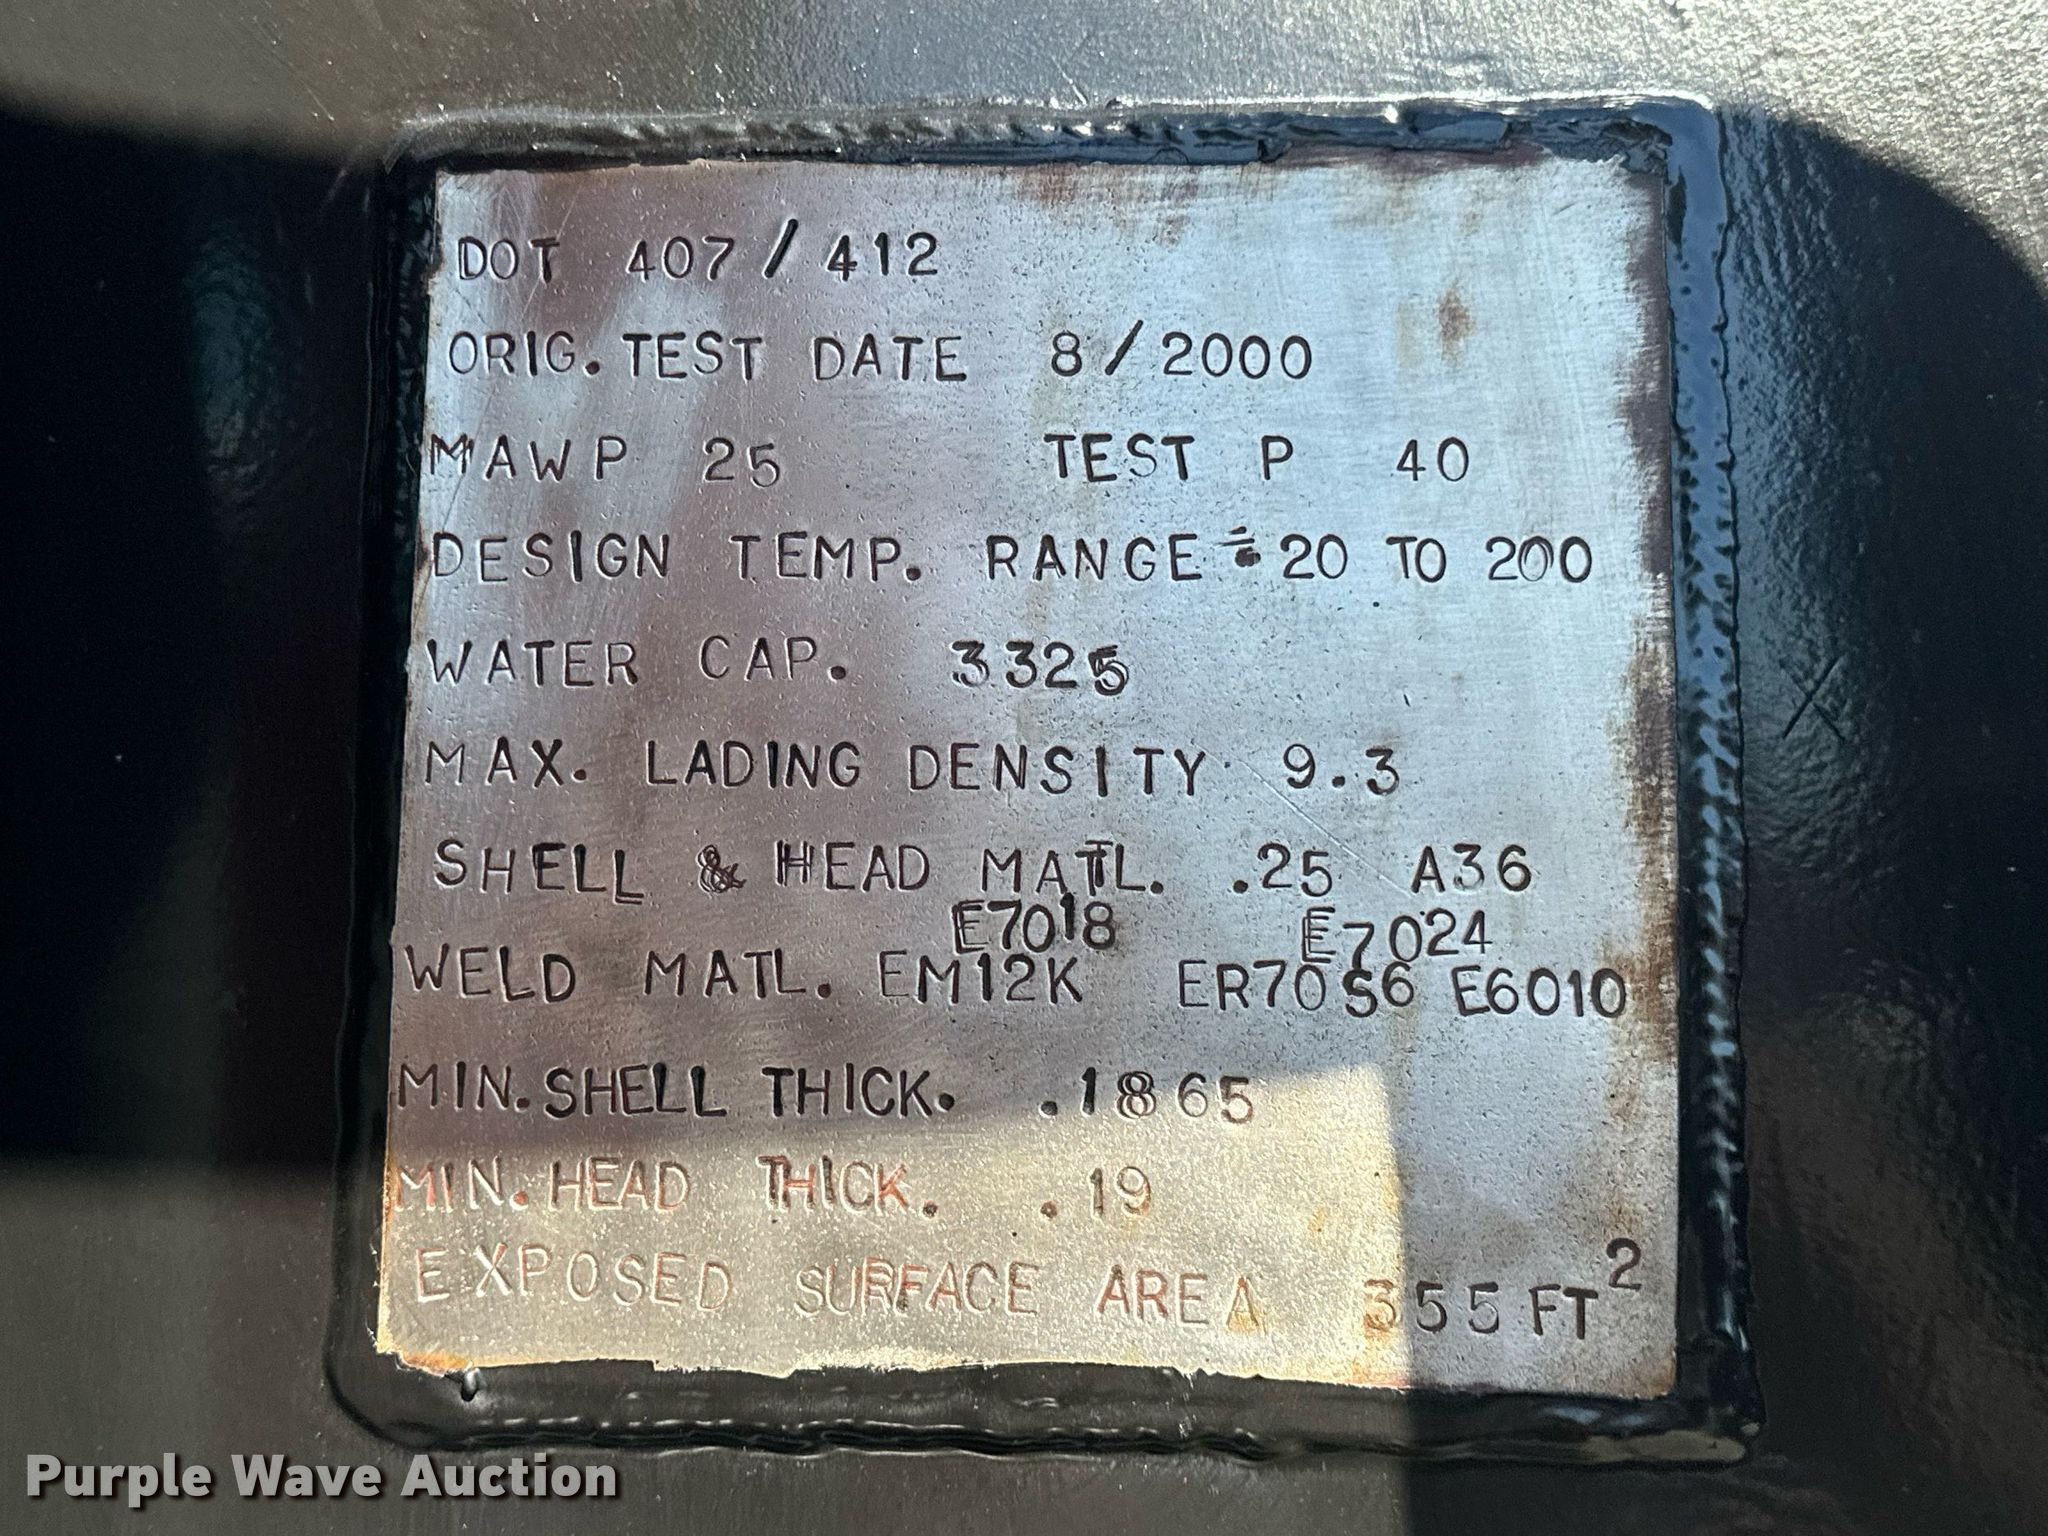 DOT 407/412
ORIG. TEST DATE 8/2000
MAWP 25 TEST P 40
DESIGN TEMP. RANGE -20 TO 200
WATER CAP. 3325
MAX. LADING DENSITY 9.3
SHELL & HEAD MATL. .25 A36
E7018 E7024
WELD MATL. EM12K ER70S6 E6010
MIN. SHELL THICK. .1865
MIN. HEAD THICK. .19
EXPOSED SURFACE AREA 355 FT²
Purple Wave Auction